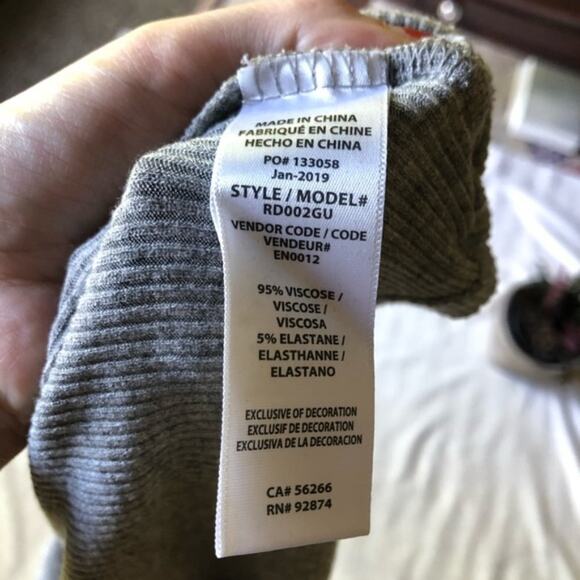 MADE IN CHINA
FABRIQUÉ EN CHINE
HECHO EN CHINA
PO# 133058
Jan-2019
STYLE / MODEL#
RD002GU
VENDOR CODE / CODE
VENDEUR#
EN0012
95% VISCOSE /
VISCOSE /
VISCOSA
5% ELASTANE /
ELASTHANNE /
ELASTANO
EXCLUSIVE OF DECORATION
EXCLUSIF DE DECORATION
EXCLUSIVA DE LA DECORACION
CA# 56266
RN# 92874